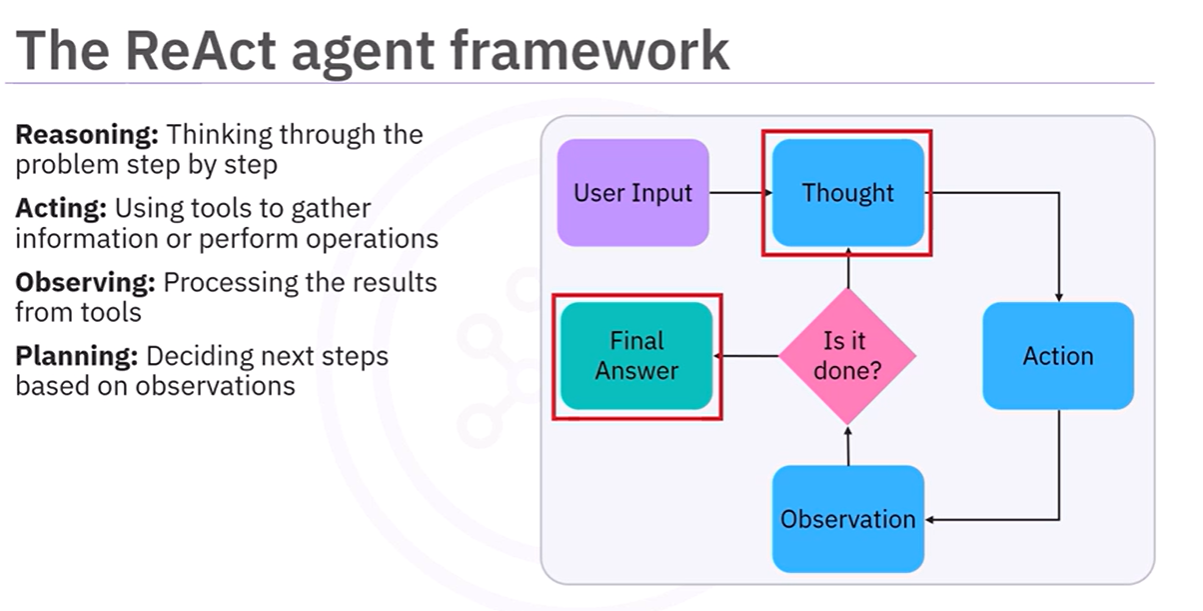 The ReAct agent framework
Reasoning: Thinking through the
problem step by step
Acting: Using tools to gather
information or perform operations
Observing: Processing the results
from tools
Planning: Deciding next steps
based on observations
User Input
Thought
Final
Answer
Is it
done?
Action
Observation